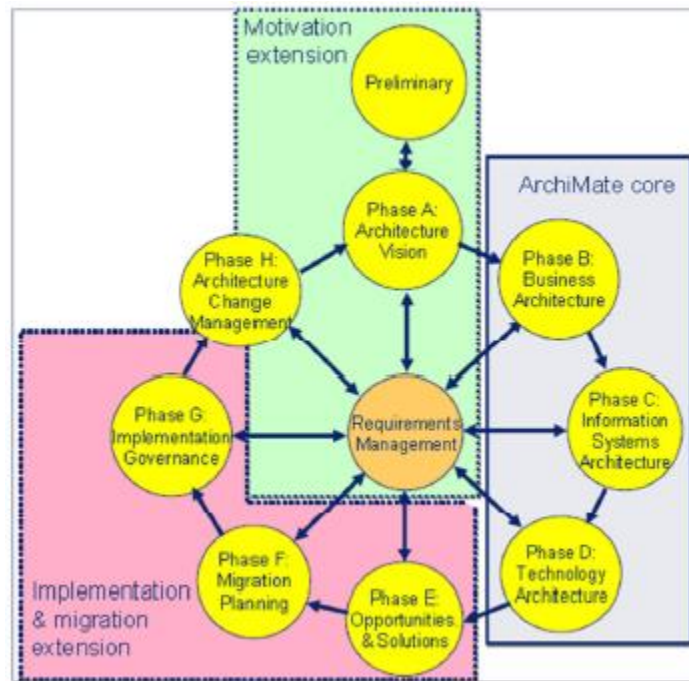 Motivation
extension
Preliminary
ArchiMate core
Phase A:
Architecture
Vision
Phase B:
Business
Architecture
Phase H:
Architecture
Change
Management
Phase C:
Information
Systems
Architecture
Requirements
Management
Phase G:
Implementation
Governance
Phase D:
Technology
Architecture
Phase F:
Migration
Planning
Phase E:
Opportunities
& Solutions
Implementation
& migration
extension